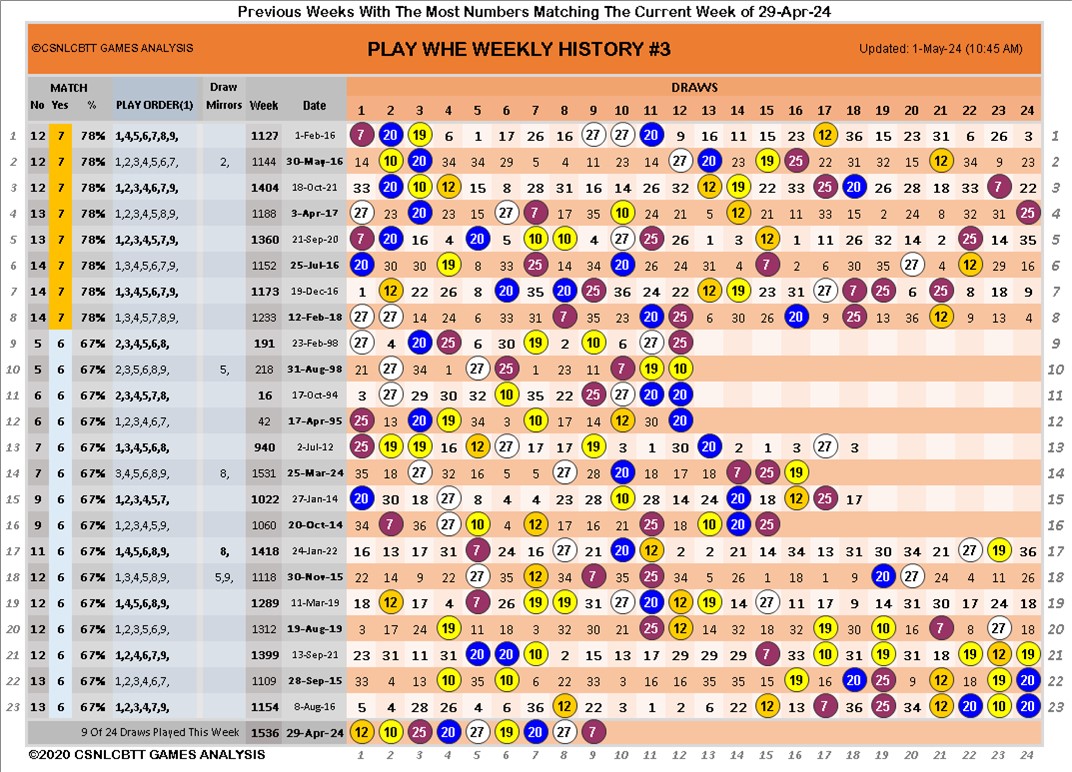 Previous Weeks With The Most Numbers Matching The Current Week of 29-Apr-24
©CSNLCBTT GAMES ANALYSIS PLAY WHE WEEKLY HISTORY #3 Updated: 1-May-24 (10:45 AM)
MATCH Draw DRAWS
No Yes % PLAY ORDER(1) Mirrors Week Date 1 2 3 4 5 6 7 8 9 10 11 12 13 14 15 16 17 18 19 20 21 22 23 24
1 12 7 78% 1,4,5,6,7,8,9, 1127 1-Feb-16 7 20 19 6 1 17 26 16 27 27 20 9 16 11 15 23 12 36 15 23 31 6 26 3 1
2 12 7 78% 1,2,3,4,5,6,7, 2, 1144 30-May-16 14 10 20 34 34 29 5 4 11 23 14 27 20 23 15 25 22 31 32 15 12 34 9 23 2
3 12 7 78% 1,2,3,4,6,7,9, 1404 18-Oct-21 33 20 10 12 15 8 28 31 16 14 26 32 12 19 22 33 25 20 26 28 18 33 7 22 3
4 13 7 78% 1,2,3,4,5,8,9, 1188 3-Apr-17 27 23 20 23 15 27 7 17 35 10 24 21 5 12 21 11 33 15 2 24 8 32 31 25 4
5 13 7 78% 1,2,3,4,5,7,9, 1360 21-Sep-20 7 20 16 4 20 5 10 10 4 27 25 26 1 3 12 1 11 26 32 14 2 25 14 35 5
6 14 7 78% 1,3,4,5,6,7,9, 1152 25-Jul-16 20 30 30 19 8 33 25 14 34 20 26 24 31 4 7 4 6 30 35 27 4 12 29 16 6
7 14 7 78% 1,3,4,5,6,7,9, 1173 19-Dec-16 1 12 22 26 8 20 35 20 25 36 24 22 12 19 23 31 27 7 25 6 25 8 18 9 7
8 14 7 78% 1,3,4,5,7,8,9, 1233 12-Feb-18 27 27 14 6 33 31 7 35 23 20 25 6 30 26 20 9 25 13 36 12 9 13 4 8
9 5 6 67% 2,3,4,5,6,8, 191 23-Feb-98 27 4 20 25 6 30 19 2 10 6 27 25 9
10 5 6 67% 2,3,5,6,8,9, 5, 218 31-Aug-98 21 27 34 1 27 25 1 23 11 7 19 10 10
11 6 6 67% 2,3,4,5,7,8, 16 17-Oct-94 3 27 29 30 32 10 35 22 25 27 20 20 11
12 6 6 67% 1,2,3,4,6,7, 42 17-Apr-95 25 13 20 19 34 3 10 17 14 12 30 20 12
13 7 6 67% 1,3,4,5,6,8, 940 2-Jul-12 25 19 19 16 12 27 17 17 19 3 1 30 20 2 1 3 27 3 13
14 7 6 67% 3,4,5,6,8,9, 8, 1531 25-Mar-24 35 18 27 32 16 5 5 27 28 20 18 17 18 7 25 19 14
15 9 6 67% 1,2,3,4,5,7, 1022 27-Jan-14 20 30 18 27 8 4 4 23 28 10 28 14 24 20 18 12 25 17 15
16 9 6 67% 1,2,3,4,5,9, 1060 20-Oct-14 34 7 36 27 10 4 12 17 16 21 25 18 10 20 25 16
17 11 6 67% 1,4,5,6,8,9, 8, 1418 24-Jan-22 16 13 17 31 7 24 16 27 21 20 12 2 2 21 14 34 13 31 30 34 21 27 19 36 17
18 12 6 67% 1,3,4,5,8,9, 5,9, 1118 30-Nov-15 22 14 9 22 27 35 12 34 7 35 25 34 5 26 1 18 1 9 20 27 24 4 11 26 18
19 12 6 67% 1,4,5,6,8,9, 1289 11-Mar-19 18 12 17 4 7 26 19 19 31 27 20 12 19 14 27 11 17 9 14 31 30 17 24 18 19
20 12 6 67% 1,2,3,5,6,9, 1312 19-Aug-19 3 17 24 19 11 18 3 32 30 21 25 12 14 32 18 32 19 30 10 16 7 8 27 18 20
21 12 6 67% 1,2,4,6,7,9, 1399 13-Sep-21 23 31 11 31 20 20 10 2 15 13 17 29 29 29 7 33 10 31 19 31 18 19 12 19 21
22 13 6 67% 1,2,3,4,6,7, 1109 28-Sep-15 33 4 13 10 35 10 22 33 22 33 3 16 16 35 35 15 19 18 20 25 9 12 18 19 20 22
23 13 6 67% 1,2,3,4,7,9, 1154 8-Aug-16 5 4 28 26 4 6 36 12 22 3 1 2 6 22 12 13 7 36 25 34 12 20 10 20 23
9 Of 24 Draws Played This Week 1536 29-Apr-24 12 10 25 20 27 19 20 27 7
©2020 CSNLCBTT GAMES ANALYSIS 1 2 3 4 5 6 7 8 9 10 11 12 13 14 15 16 17 18 19 20 21 22 23 24